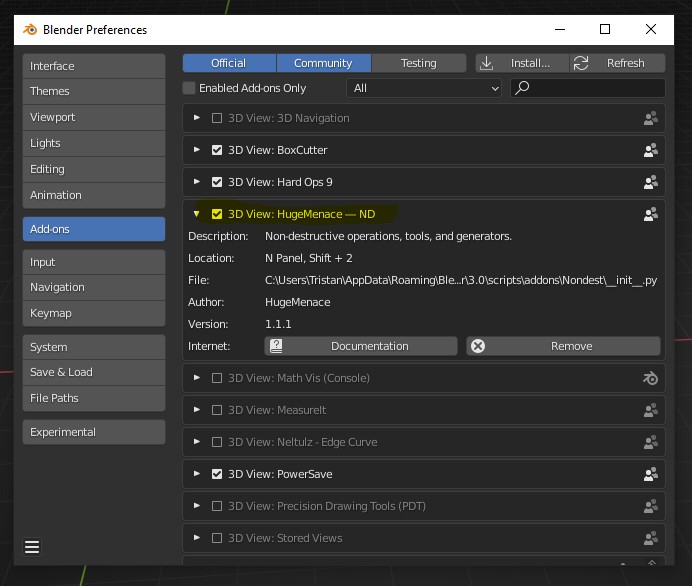 Blender Preferences
Interface
Themes
Viewport
Lights
Editing
Animation
Add-ons
Input
Navigation
Keymap
System
Save & Load
File Paths
Experimental
Official Community Testing Install... Refresh
Enabled Add-ons Only All
3D View: 3D Navigation
3D View: BoxCutter
3D View: Hard Ops 9
3D View: HugeMenace — ND
Description: Non-destructive operations, tools, and generators.
Location: N Panel, Shift + 2
File: C:\Users\Tristan\AppData\Roaming\Ble...r\3.0\scripts\addons\Nondest\__init__.py
Author: HugeMenace
Version: 1.1.1
Internet: Documentation Remove
3D View: Math Vis (Console)
3D View: MeasureIt
3D View: Neltulz - Edge Curve
3D View: PowerSave
3D View: Precision Drawing Tools (PDT)
3D View: Stored Views